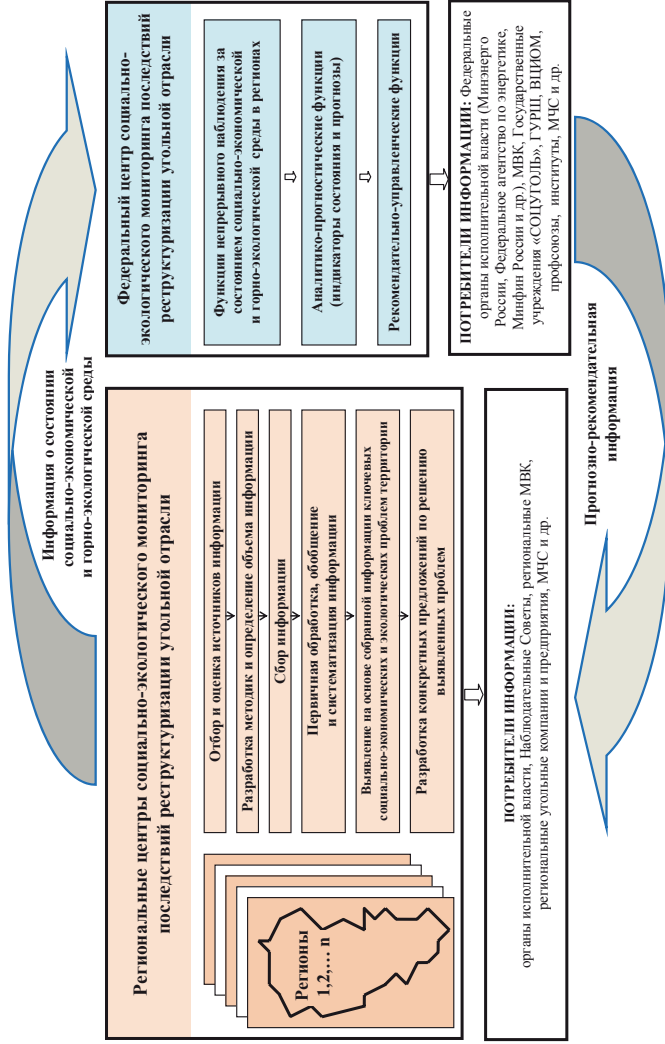 Информация о состоянии
социально-экономической
и горно-экологической среды
Региональные центры социально-экологического мониторинга
последствий реструктуризации угольной отрасли
Регионы
1,2,... n
Отбор и оценка источников информации
Разработка методик и определение объема информации
Сбор информации
Первичная обработка, обобщение
и систематизация информации
Выявление на основе собранной информации ключевых
социально-экономических и экологических проблем территории
Разработка конкретных предложений по решению
выявленных проблем
ПОТРЕБИТЕЛИ ИНФОРМАЦИИ:
органы исполнительной власти, Наблюдательные Советы, региональные МВК,
региональные угольные компании и предприятия, МЧС и др.
Федеральный центр социально-
экологического мониторинга последствий
реструктуризации угольной отрасли
Функции непрерывного наблюдения за
состоянием социально-экономической
и горно-экологической среды в регионах
Аналитико-прогностические функции
(индикаторы состояния и прогнозы)
Рекомендательно-управленческие функции
ПОТРЕБИТЕЛИ ИНФОРМАЦИИ: Федеральные
органы исполнительной власти (Минэнерго
России, Федеральное агентство по энергетике,
Минфин России и др.), МВК, Государственные
учреждения «СОЦУГОЛЬ», ГУРШ, ВЦИОМ,
профсоюзы, институты, МЧС и др.
Прогнозно-рекомендательная
информация